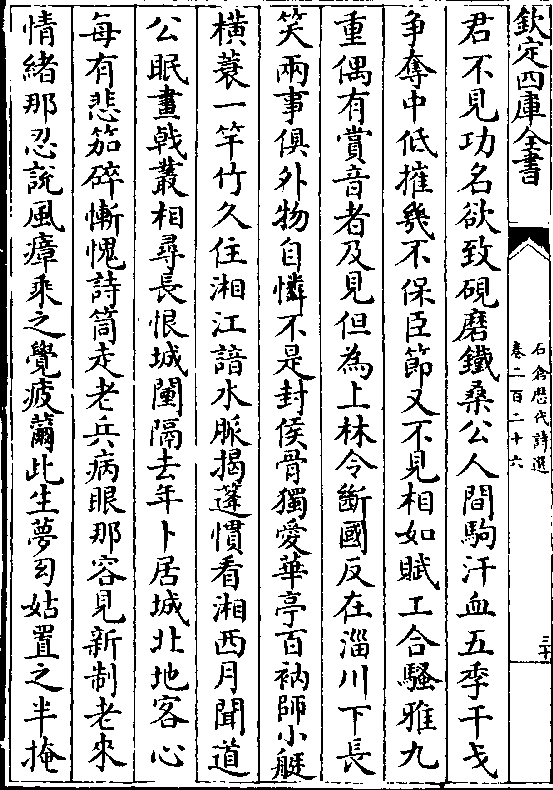 欽定四庫全書
石倉歷代詩選
卷二百二十六
三十
君不見功名欲致硯磨鐵桑公人間駒汗血五季干戈
争奪中低摧幾不保臣節又不見相如賦工合騷雅九
重偶有賞音者及見但為上林令斷國反在淄川下長
笑兩事俱外物自憐不是封侯骨獨愛華亭百衲師小艇
横蓑一竿竹久住湘江諳水脈揭蓬慣看湘西月聞道
公眠畫㦸叢相尋長恨城闉隔去年卜居城北地客心
每有悲笳碎慚愧詩筒走老兵病眼那容見新制老來
情緒那忍說風瘴乘之覺疲薾此生夢幻姑置之半掩